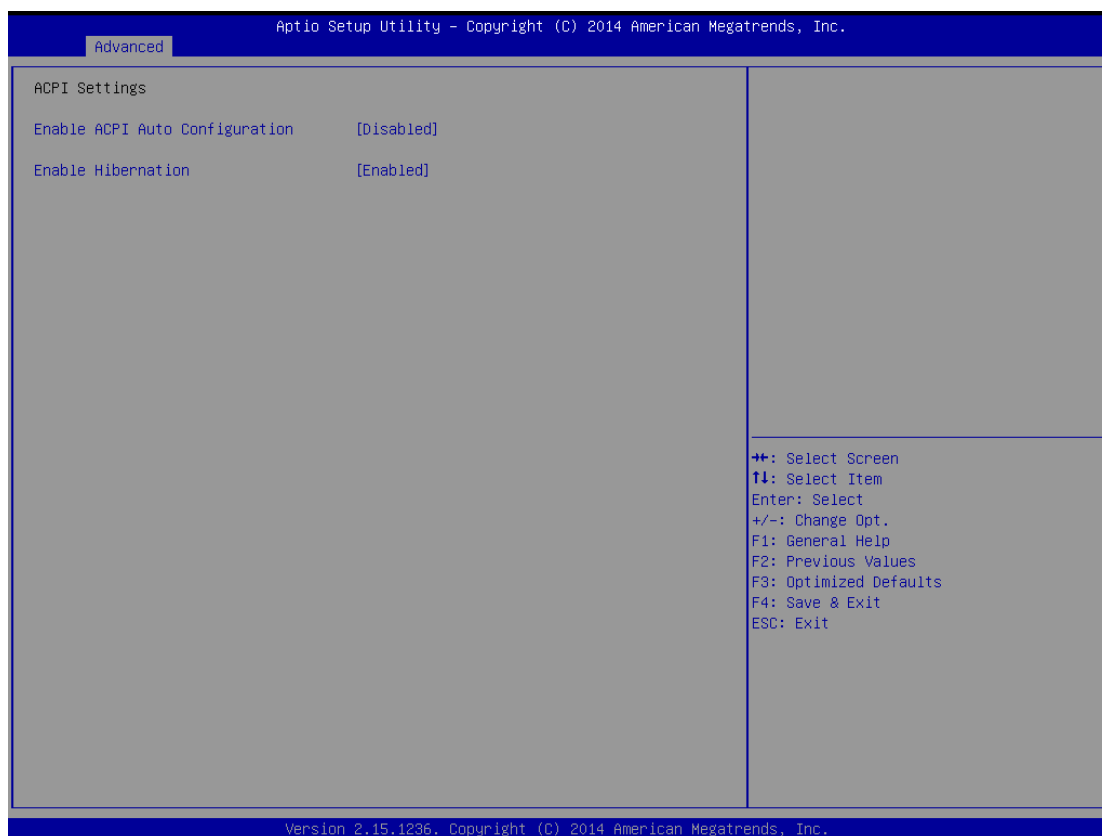 Aptio Setup Utility – Copyright (C) 2014 American Megatrends, Inc.
Advanced
ACPI Settings
Enable ACPI Auto Configuration [Disabled]
Enable Hibernation [Enabled]
→←: Select Screen
↑↓: Select Item
Enter: Select
+/-: Change Opt.
F1: General Help
F2: Previous Values
F3: Optimized Defaults
F4: Save & Exit
ESC: Exit
Version 2.15.1236. Copyright (C) 2014 American Megatrends, Inc.